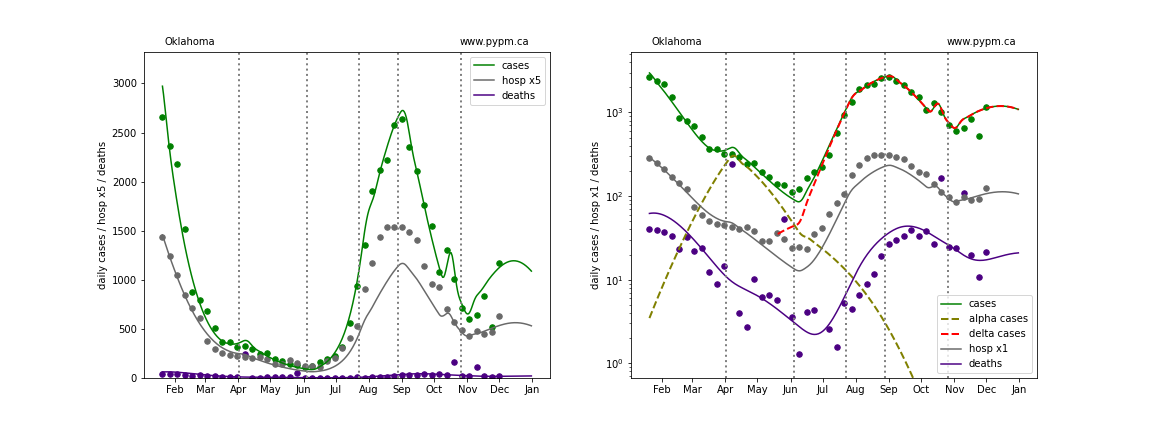 Oklahoma www.pypm.ca
daily cases / hosp x5 / deaths
3000
2500
2000
1500
1000
500
0
cases
hosp x5
deaths
Feb Mar Apr May Jun Jul Aug Sep Oct Nov Dec Jan
Oklahoma www.pypm.ca
daily cases / hosp x1 / deaths
10³
10²
10¹
10⁰
cases
alpha cases
delta cases
hosp x1
deaths
Feb Mar Apr May Jun Jul Aug Sep Oct Nov Dec Jan